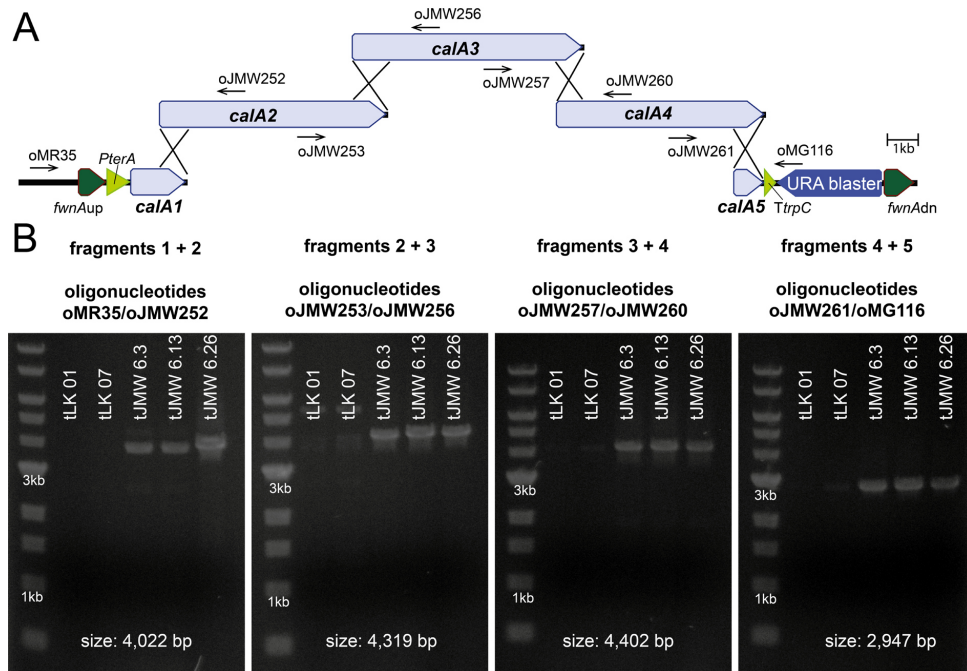 A
oJMW256
calA3
oJMW252
oJMW257
oJMW260
calA2
calA4
oJMW253
oJMW261
oMR35
PterA
oMG116
1kb
URA blaster
fwnAup
calA1
calA5
TtrpC
fwnAdn
B
fragments 1 + 2
oligonucleotides
oMR35/oJMW252
tLK 01
tLK 07
tJMW 6.3
tJMW 6.13
tJMW 6.26
3kb
1kb
size: 4,022 bp
fragments 2 + 3
oligonucleotides
oJMW253/oJMW256
tLK 01
tLK 07
tJMW 6.3
tJMW 6.13
tJMW 6.26
3kb
1kb
size: 4,319 bp
fragments 3 + 4
oligonucleotides
oJMW257/oJMW260
tLK 01
tLK 07
tJMW 6.3
tJMW 6.13
tJMW 6.26
3kb
1kb
size: 4,402 bp
fragments 4 + 5
oligonucleotides
oJMW261/oMG116
tLK 01
tLK 07
tJMW 6.3
tJMW 6.13
tJMW 6.26
3kb
1kb
size: 2,947 bp